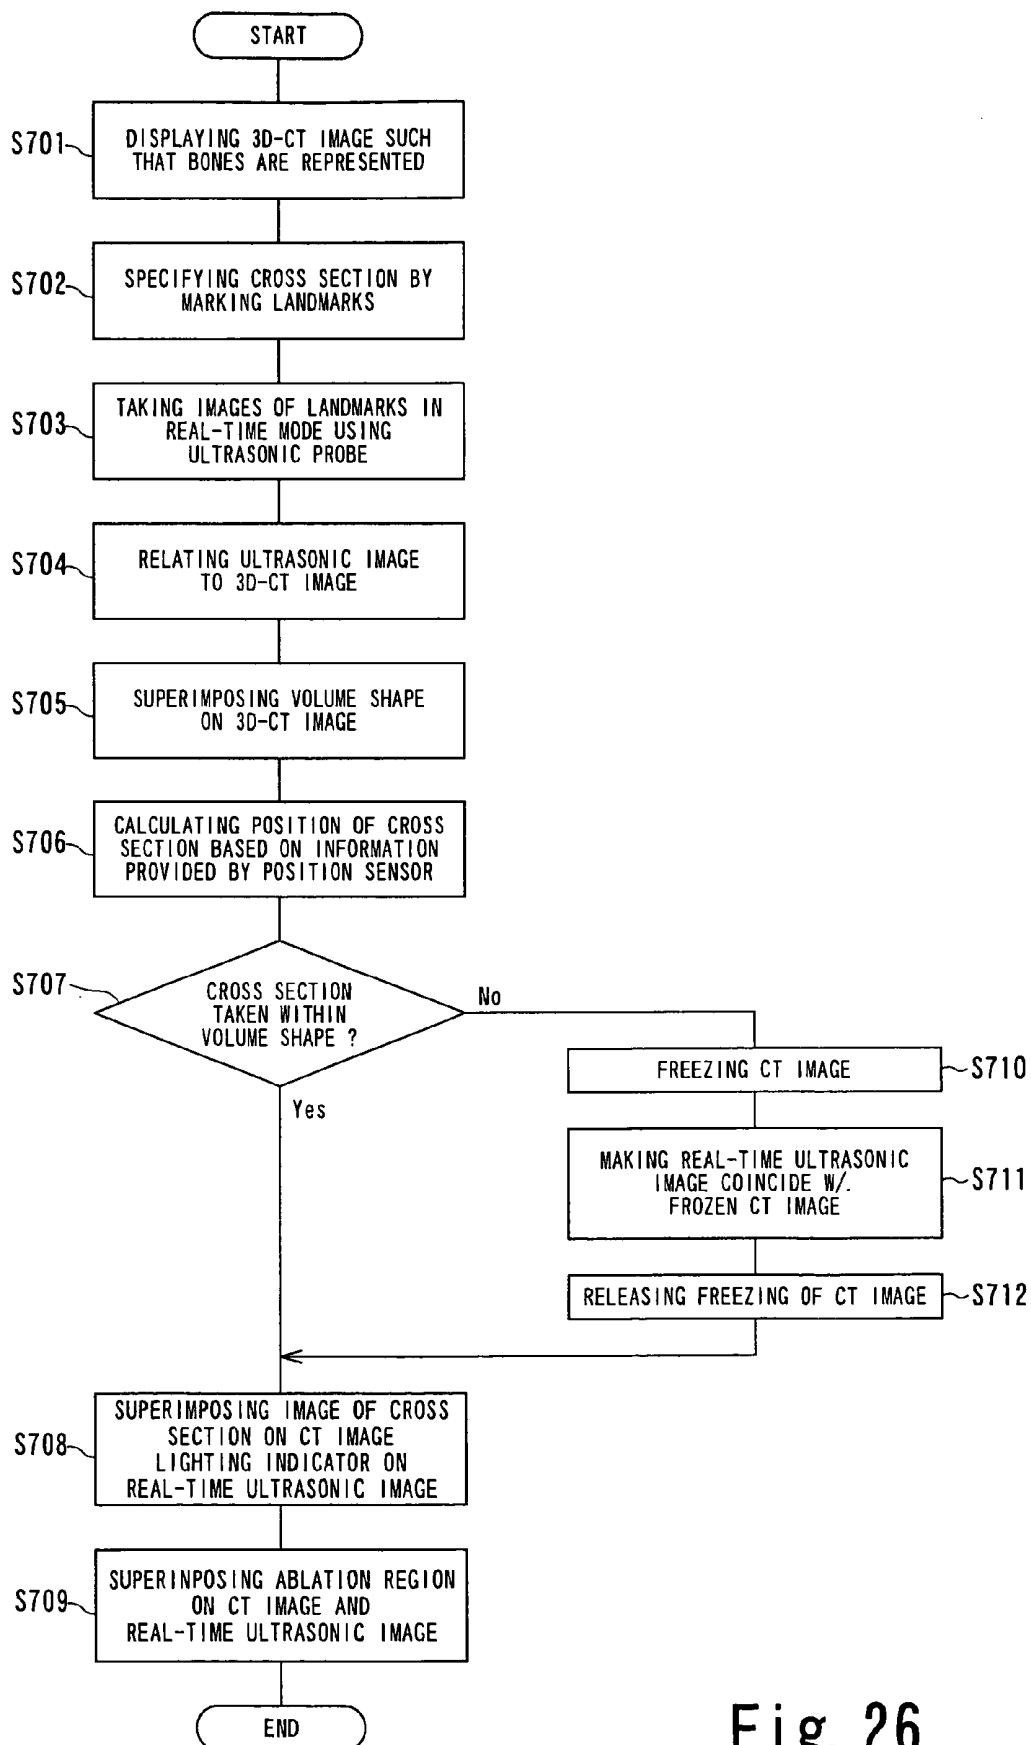 START
S701
DISPLAYING 3D-CT IMAGE SUCH
THAT BONES ARE REPRESENTED
S702
SPECIFYING CROSS SECTION BY
MARKING LANDMARKS
S703
TAKING IMAGES OF LANDMARKS IN
REAL-TIME MODE USING
ULTRASONIC PROBE
S704
RELATING ULTRASONIC IMAGE
TO 3D-CT IMAGE
S705
SUPERIMPOSING VOLUME SHAPE
ON 3D-CT IMAGE
S706
CALCULATING POSITION OF CROSS
SECTION BASED ON INFORMATION
PROVIDED BY POSITION SENSOR
S707
CROSS SECTION
TAKEN WITHIN
VOLUME SHAPE ?
No
Yes
FREEZING CT IMAGE
S710
MAKING REAL-TIME ULTRASONIC
IMAGE COINCIDE W/.
FROZEN CT IMAGE
S711
RELEASING FREEZING OF CT IMAGE
S712
S708
SUPERIMPOSING IMAGE OF CROSS
SECTION ON CT IMAGE
LIGHTING INDICATOR ON
REAL-TIME ULTRASONIC IMAGE
S709
SUPERINPOSING ABLATION REGION
ON CT IMAGE AND
REAL-TIME ULTRASONIC IMAGE
END
Fig. 26